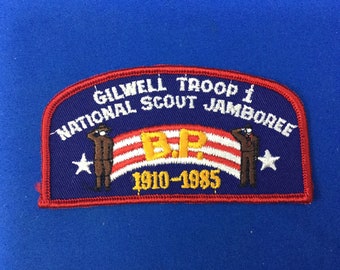 GILWELL TROOP 1
NATIONAL SCOUT JAMBOREE
B.P.
1910-1985